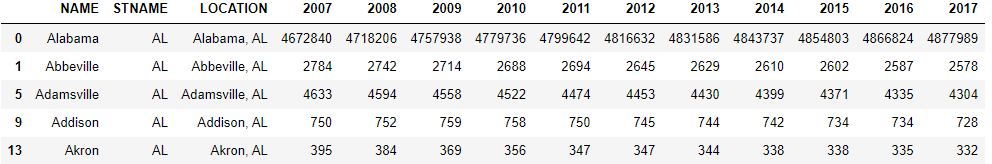 NAME STNAME LOCATION 2007 2008 2009 2010 2011 2012 2013 2014 2015 2016 2017
0 Alabama AL Alabama, AL 4672840 4718206 4757938 4779736 4799642 4816632 4831586 4843737 4854803 4866824 4877989
1 Abbeville AL Abbeville, AL 2784 2742 2714 2688 2694 2645 2629 2610 2602 2587 2578
5 Adamsville AL Adamsville, AL 4633 4594 4558 4522 4474 4453 4430 4399 4371 4335 4304
9 Addison AL Addison, AL 750 752 759 758 750 745 744 742 734 734 728
13 Akron AL Akron, AL 395 384 369 356 347 347 344 338 338 335 332